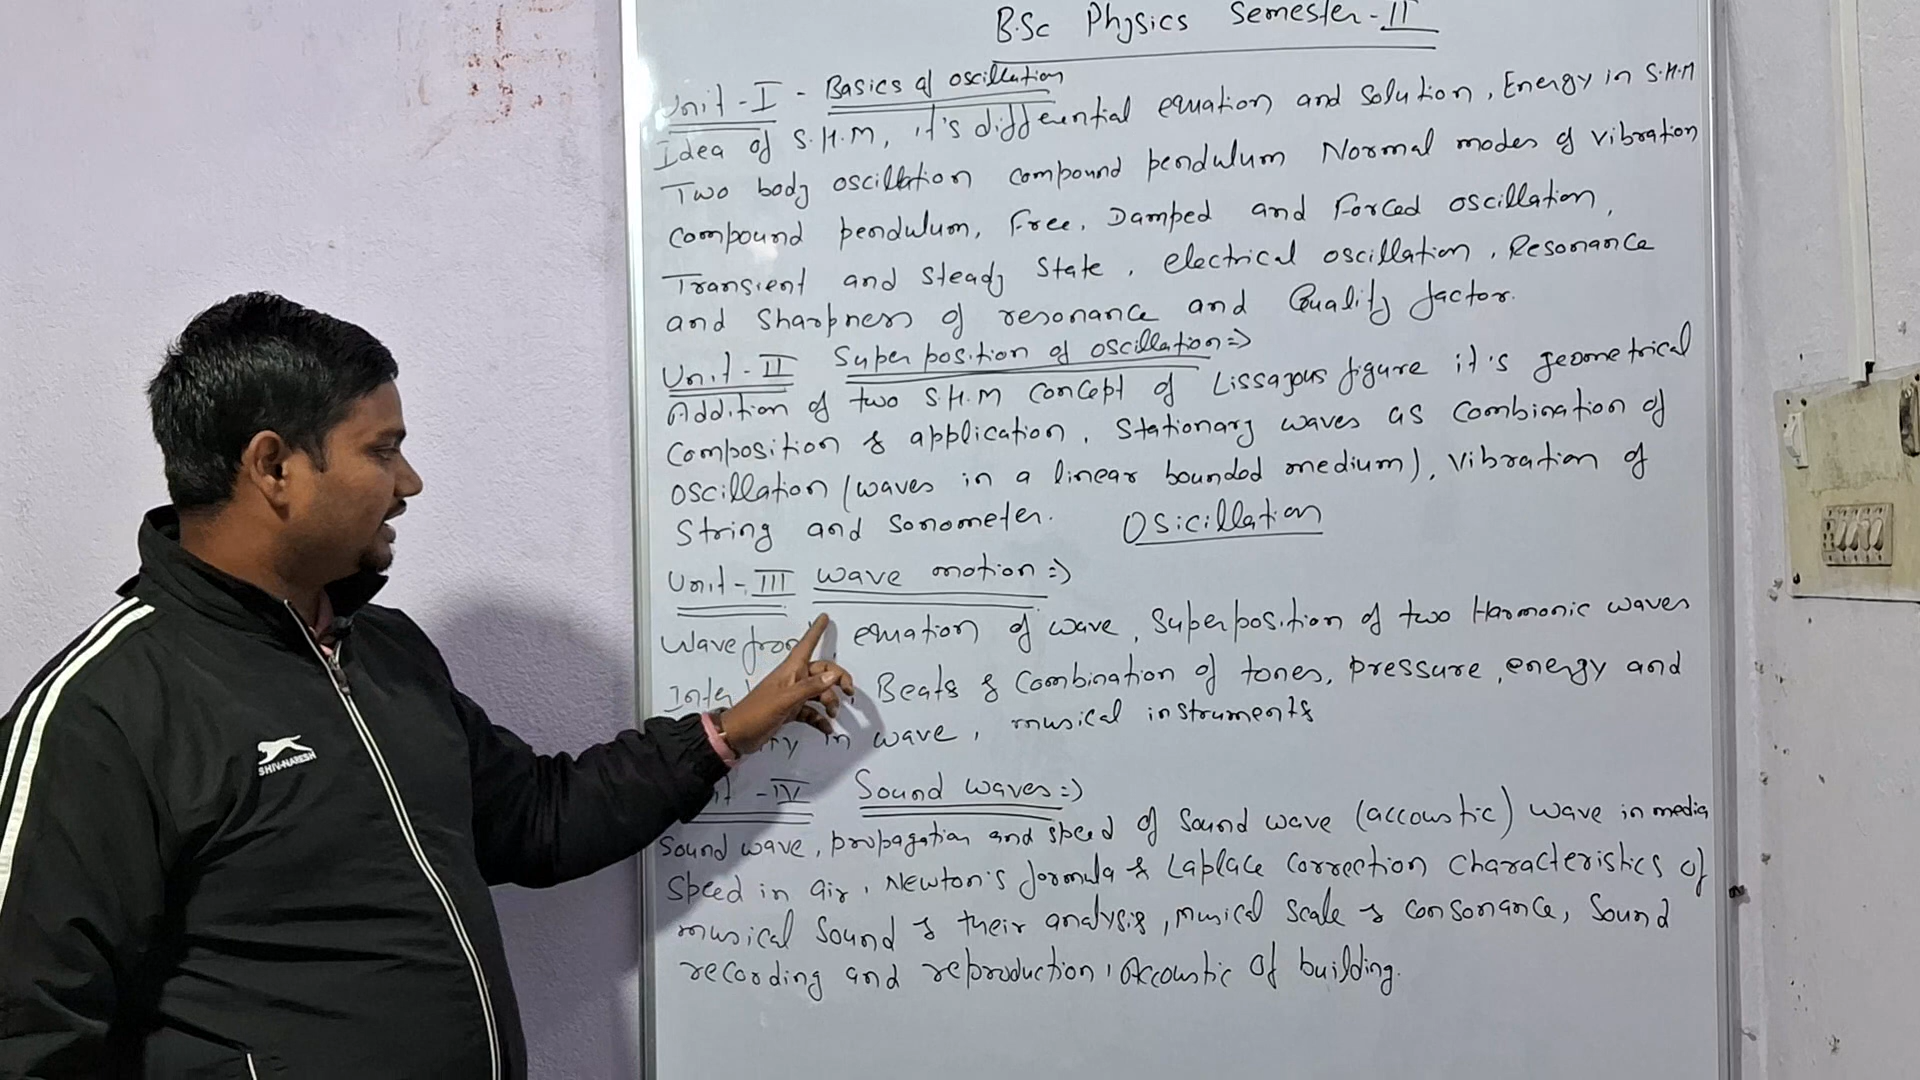 B.Sc Physics Semester-II
Unit-I - Basics of oscillation
Idea of S.H.M, it's differential equation and solution, Energy in S.H.M
Two body oscillation compound pendulum Normal modes of vibration
compound pendulum, Free, Damped and Forced oscillation,
Transient and steady state, electrical oscillation, Resonance
and sharpness of resonance and Quality factor.
Unit-II Superposition of oscillation=>
Addition of two S.H.M concept of Lissajous figure it's geometrical
composition & application, stationary waves as combination of
oscillation (waves in a linear bounded medium), vibration of
string and sonometer. Osicillation
Unit-III wave motion=>
wave equation of wave, superposition of two Harmonic waves
Beats & combination of tones, pressure, energy and
in wave, musical instruments
-IV Sound waves=>
Sound wave, propagation and speed of sound wave (accoustic) wave in media
speed in air, Newton's formula & Laplace correction characteristics of
musical sound & their analysis, musical scale & consonance, sound
recording and reproduction, Accoustic of building.
SHIV-NARESH